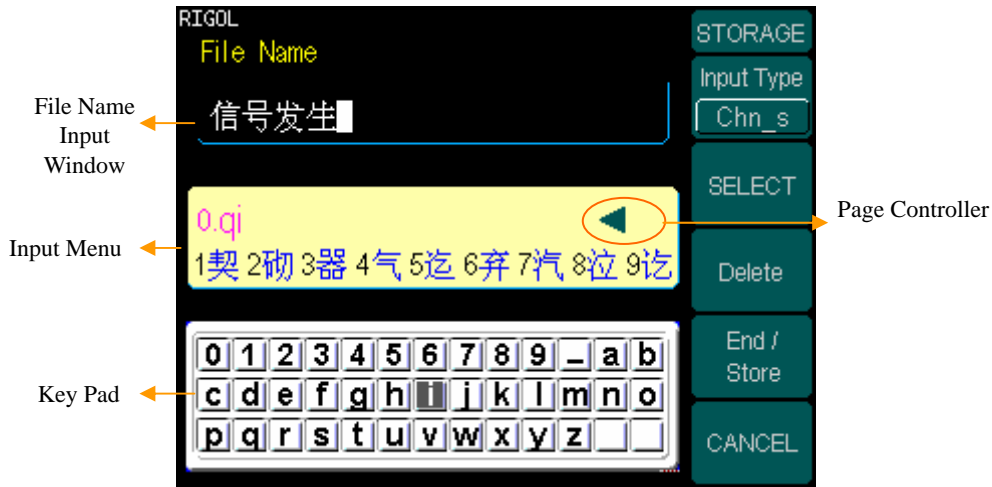 RIGOL
File Name
信号发生
0.qi
1契 2砌 3器 4气 5迄 6弃 7汽 8泣 9讫
0 1 2 3 4 5 6 7 8 9 _ a b
c d e f g h i j k l m n o
p q r s t u v w x y z
STORAGE
Input Type
Chn_s
SELECT
Delete
End /
Store
CANCEL
File Name
Input
Window
Input Menu
Key Pad
Page Controller